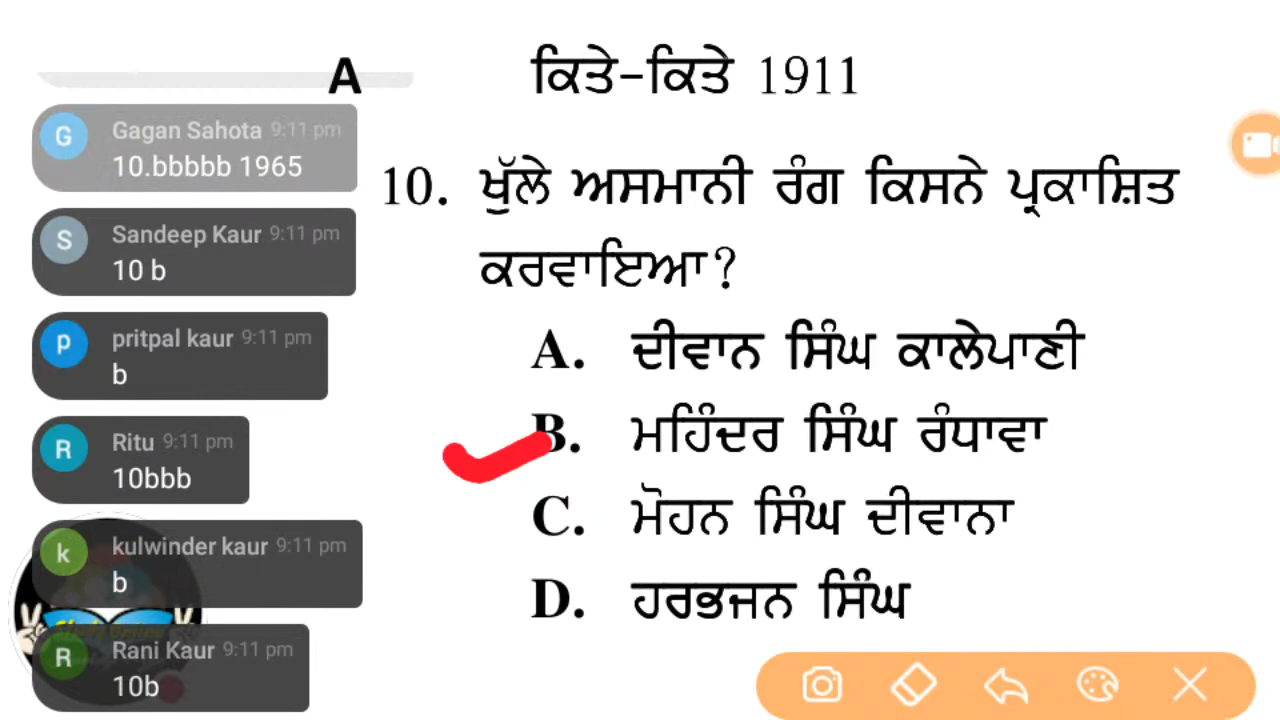 A
ਕਿਤੇ-ਕਿਤੇ 1911
G
Gagan Sahota 9:11 pm
10.bbbbb 1965
S
Sandeep Kaur 9:11 pm
10 b
p
pritpal kaur 9:11 pm
b
R
Ritu 9:11 pm
10bbb
k
kulwinder kaur 9:11 pm
b
R
Rani Kaur 9:11 pm
10b
10. ਖੁੱਲੇ ਅਸਮਾਨੀ ਰੰਗ ਕਿਸਨੇ ਪ੍ਰਕਾਸ਼ਿਤ
ਕਰਵਾਇਆ?
A. ਦੀਵਾਨ ਸਿੰਘ ਕਾਲੇਪਾਣੀ
B. ਮਹਿੰਦਰ ਸਿੰਘ ਰੰਧਾਵਾ
C. ਮੋਹਨ ਸਿੰਘ ਦੀਵਾਨਾ
D. ਹਰਭਜਨ ਸਿੰਘ